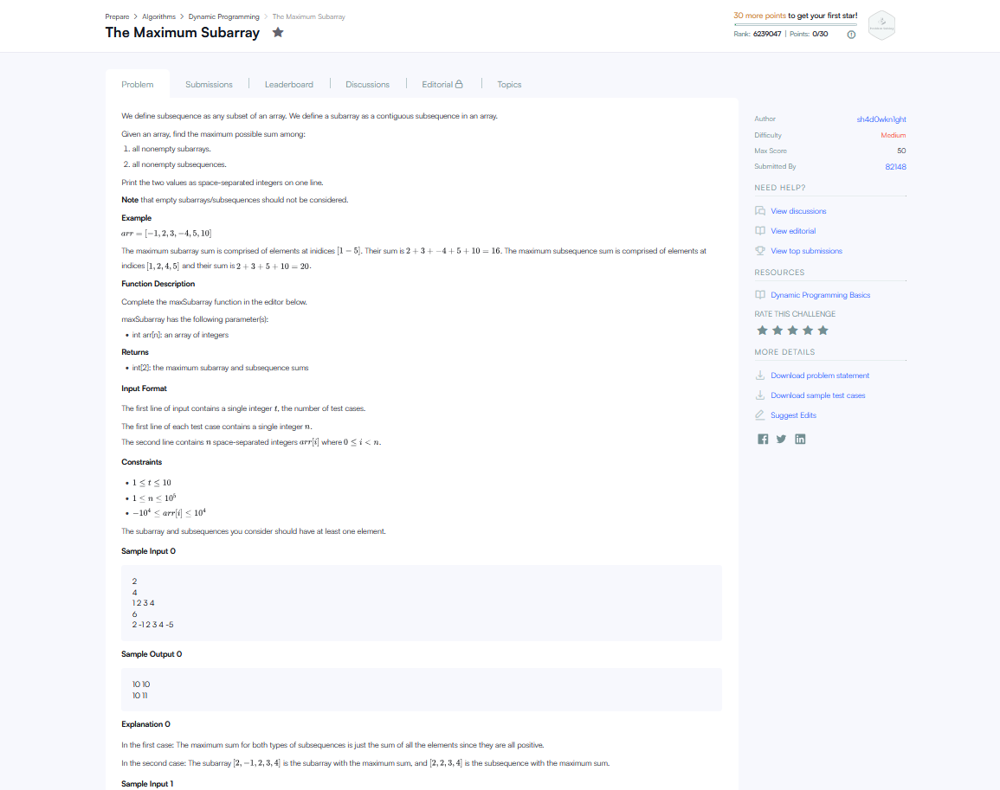 Prepare > Algorithms > Dynamic Programming > The Maximum Subarray
The Maximum Subarray
30 more points to get your first star!
Rank: 6239047 | Points: 0/30
Problem
Submissions
Leaderboard
Discussions
Editorial
Topics
We define subsequence as any subset of an array. We define a subarray as a contiguous subsequence in an array.
Given an array, find the maximum possible sum among:
1. all nonempty subarrays.
2. all nonempty subsequences.
Print the two values as space-separated integers on one line.
Note that empty subarrays/subsequences should not be considered.
Example
arr = [−1, 2, 3, −4, 5, 10]
The maximum subarray sum is comprised of elements at inidices [1 − 5]. Their sum is 2 + 3 + −4 + 5 + 10 = 16. The maximum subsequence sum is comprised of elements at
indices [1, 2, 4, 5] and their sum is 2 + 3 + 5 + 10 = 20.
Function Description
Complete the maxSubarray function in the editor below.
maxSubarray has the following parameter(s):
• int arr[n]: an array of integers
Returns
• int[2]: the maximum subarray and subsequence sums
Input Format
The first line of input contains a single integer t, the number of test cases.
The first line of each test case contains a single integer n.
The second line contains n space-separated integers arr[i] where 0 ≤ i < n.
Constraints
• 1 ≤ t ≤ 10
• 1 ≤ n ≤ 10⁵
• −10⁴ ≤ arr[i] ≤ 10⁴
The subarray and subsequences you consider should have at least one element.
Sample Input 0
2
4
1 2 3 4
6
2 -1 2 3 4 -5
Sample Output 0
10 10
10 11
Explanation 0
In the first case: The maximum sum for both types of subsequences is just the sum of all the elements since they are all positive.
In the second case: The subarray [2, −1, 2, 3, 4] is the subarray with the maximum sum, and [2, 2, 3, 4] is the subsequence with the maximum sum.
Sample Input 1
Author sh4d0wkn1ght
Difficulty Medium
Max Score 50
Submitted By 82148
NEED HELP?
View discussions
View editorial
View top submissions
RESOURCES
Dynamic Programming Basics
RATE THIS CHALLENGE
MORE DETAILS
Download problem statement
Download sample test cases
Suggest Edits